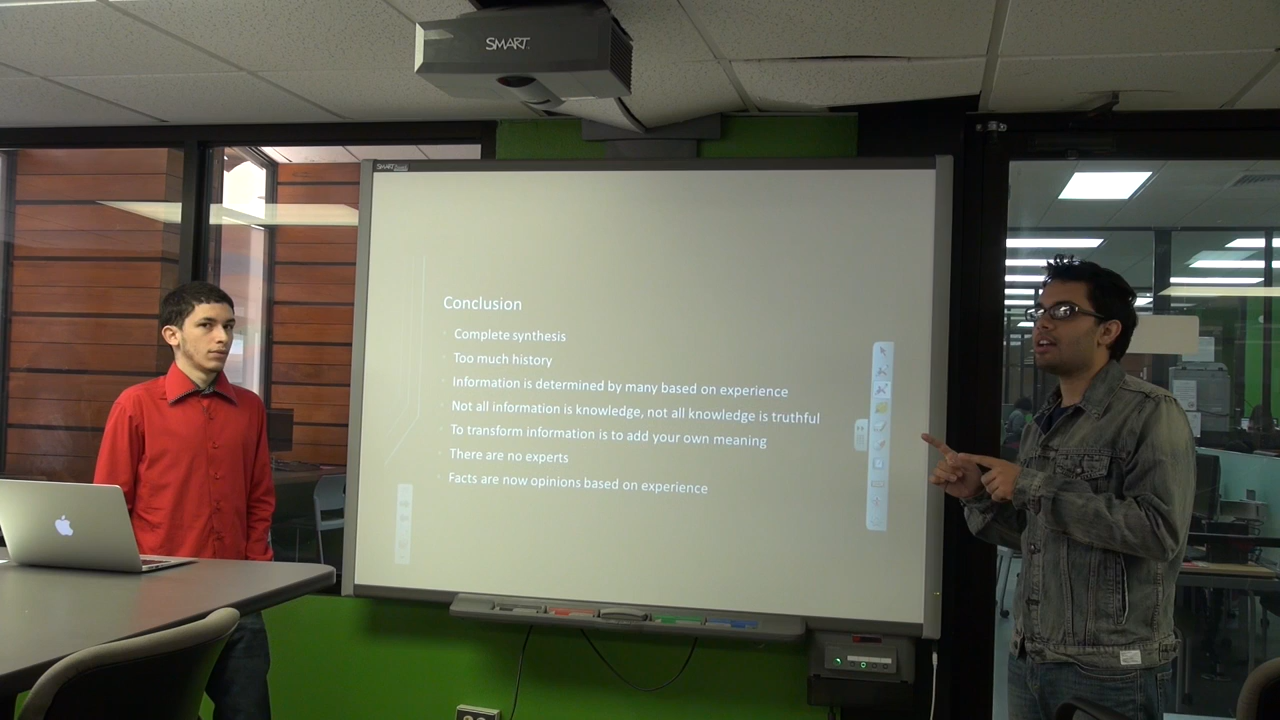 SMART
SMART
Conclusion
Complete synthesis
Too much history
Information is determined by many based on experience
Not all information is knowledge, not all knowledge is truthful
To transform information is to add your own meaning
There are no experts
Facts are now opinions based on experience